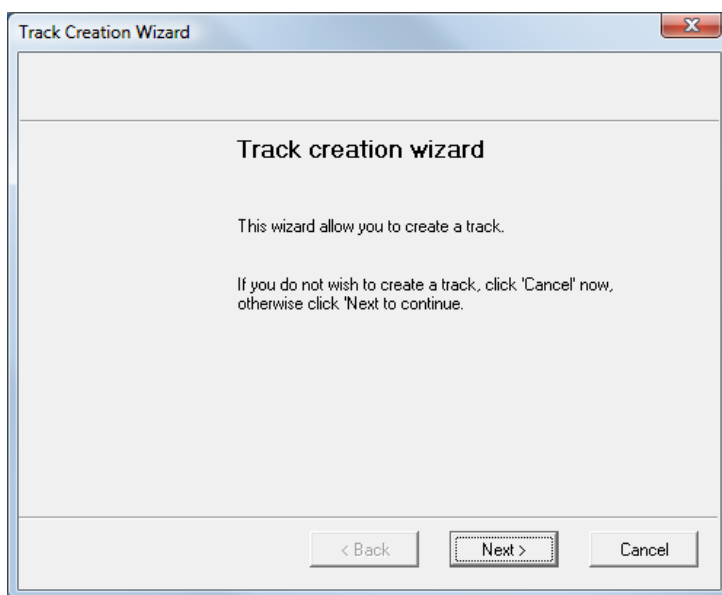 Track Creation Wizard
Track creation wizard
This wizard allow you to create a track.
If you do not wish to create a track, click 'Cancel' now,
otherwise click 'Next to continue.
< Back
Next >
Cancel